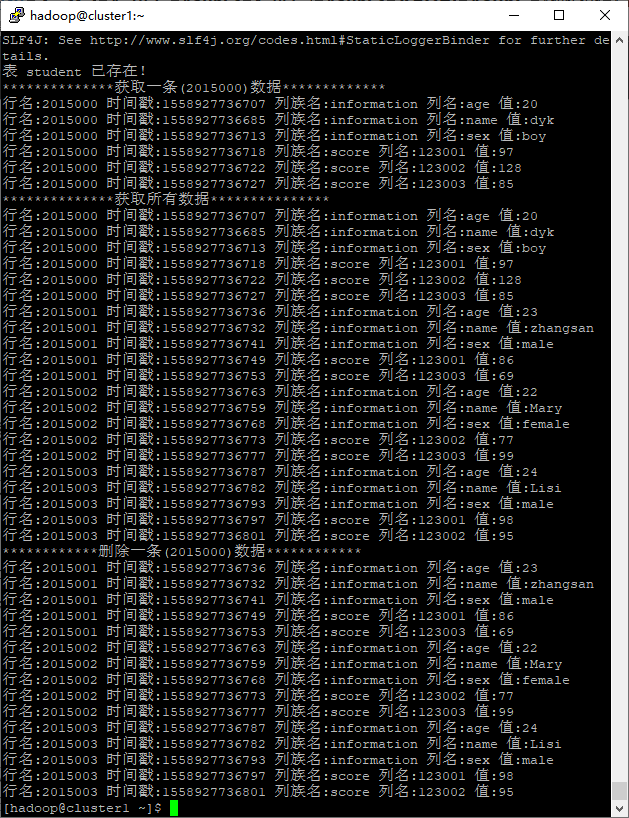 hadoop@cluster1:~
SLF4J: See http://www.slf4j.org/codes.html#StaticLoggerBinder for further de
tails.
表 student 已存在!
**************获取一条(2015000)数据*************
行名:2015000 时间戳:1558927736707 列族名:information 列名:age 值:20
行名:2015000 时间戳:1558927736685 列族名:information 列名:name 值:dyk
行名:2015000 时间戳:1558927736713 列族名:information 列名:sex 值:boy
行名:2015000 时间戳:1558927736718 列族名:score 列名:123001 值:97
行名:2015000 时间戳:1558927736722 列族名:score 列名:123002 值:128
行名:2015000 时间戳:1558927736727 列族名:score 列名:123003 值:85
**************获取所有数据***************
行名:2015000 时间戳:1558927736707 列族名:information 列名:age 值:20
行名:2015000 时间戳:1558927736685 列族名:information 列名:name 值:dyk
行名:2015000 时间戳:1558927736713 列族名:information 列名:sex 值:boy
行名:2015000 时间戳:1558927736718 列族名:score 列名:123001 值:97
行名:2015000 时间戳:1558927736722 列族名:score 列名:123002 值:128
行名:2015000 时间戳:1558927736727 列族名:score 列名:123003 值:85
行名:2015001 时间戳:1558927736736 列族名:information 列名:age 值:23
行名:2015001 时间戳:1558927736732 列族名:information 列名:name 值:zhangsan
行名:2015001 时间戳:1558927736741 列族名:information 列名:sex 值:male
行名:2015001 时间戳:1558927736749 列族名:score 列名:123001 值:86
行名:2015001 时间戳:1558927736753 列族名:score 列名:123003 值:69
行名:2015002 时间戳:1558927736763 列族名:information 列名:age 值:22
行名:2015002 时间戳:1558927736759 列族名:information 列名:name 值:Mary
行名:2015002 时间戳:1558927736768 列族名:information 列名:sex 值:female
行名:2015002 时间戳:1558927736773 列族名:score 列名:123002 值:77
行名:2015002 时间戳:1558927736777 列族名:score 列名:123003 值:99
行名:2015003 时间戳:1558927736787 列族名:information 列名:age 值:24
行名:2015003 时间戳:1558927736782 列族名:information 列名:name 值:Lisi
行名:2015003 时间戳:1558927736793 列族名:information 列名:sex 值:male
行名:2015003 时间戳:1558927736797 列族名:score 列名:123001 值:98
行名:2015003 时间戳:1558927736801 列族名:score 列名:123002 值:95
************删除一条(2015000)数据************
行名:2015001 时间戳:1558927736736 列族名:information 列名:age 值:23
行名:2015001 时间戳:1558927736732 列族名:information 列名:name 值:zhangsan
行名:2015001 时间戳:1558927736741 列族名:information 列名:sex 值:male
行名:2015001 时间戳:1558927736749 列族名:score 列名:123001 值:86
行名:2015001 时间戳:1558927736753 列族名:score 列名:123003 值:69
行名:2015002 时间戳:1558927736763 列族名:information 列名:age 值:22
行名:2015002 时间戳:1558927736759 列族名:information 列名:name 值:Mary
行名:2015002 时间戳:1558927736768 列族名:information 列名:sex 值:female
行名:2015002 时间戳:1558927736773 列族名:score 列名:123002 值:77
行名:2015002 时间戳:1558927736777 列族名:score 列名:123003 值:99
行名:2015003 时间戳:1558927736787 列族名:information 列名:age 值:24
行名:2015003 时间戳:1558927736782 列族名:information 列名:name 值:Lisi
行名:2015003 时间戳:1558927736793 列族名:information 列名:sex 值:male
行名:2015003 时间戳:1558927736797 列族名:score 列名:123001 值:98
行名:2015003 时间戳:1558927736801 列族名:score 列名:123002 值:95
[hadoop@cluster1 ~]$